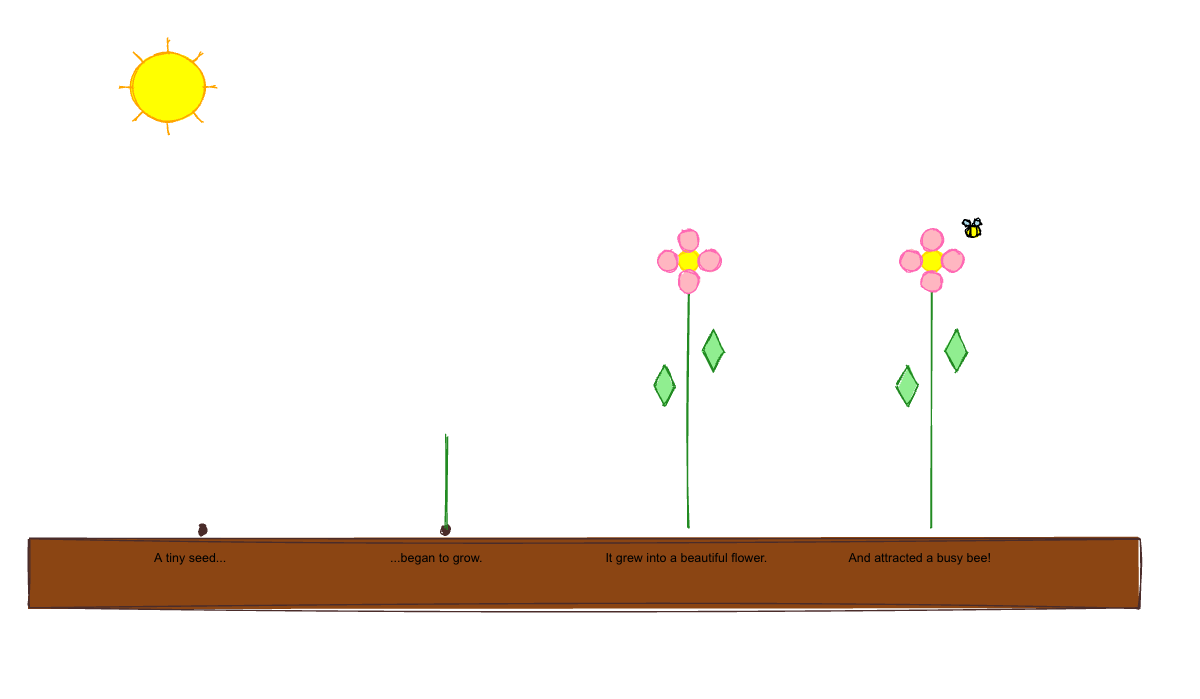 A tiny seed...
...began to grow.
It grew into a beautiful flower.
And attracted a busy bee!